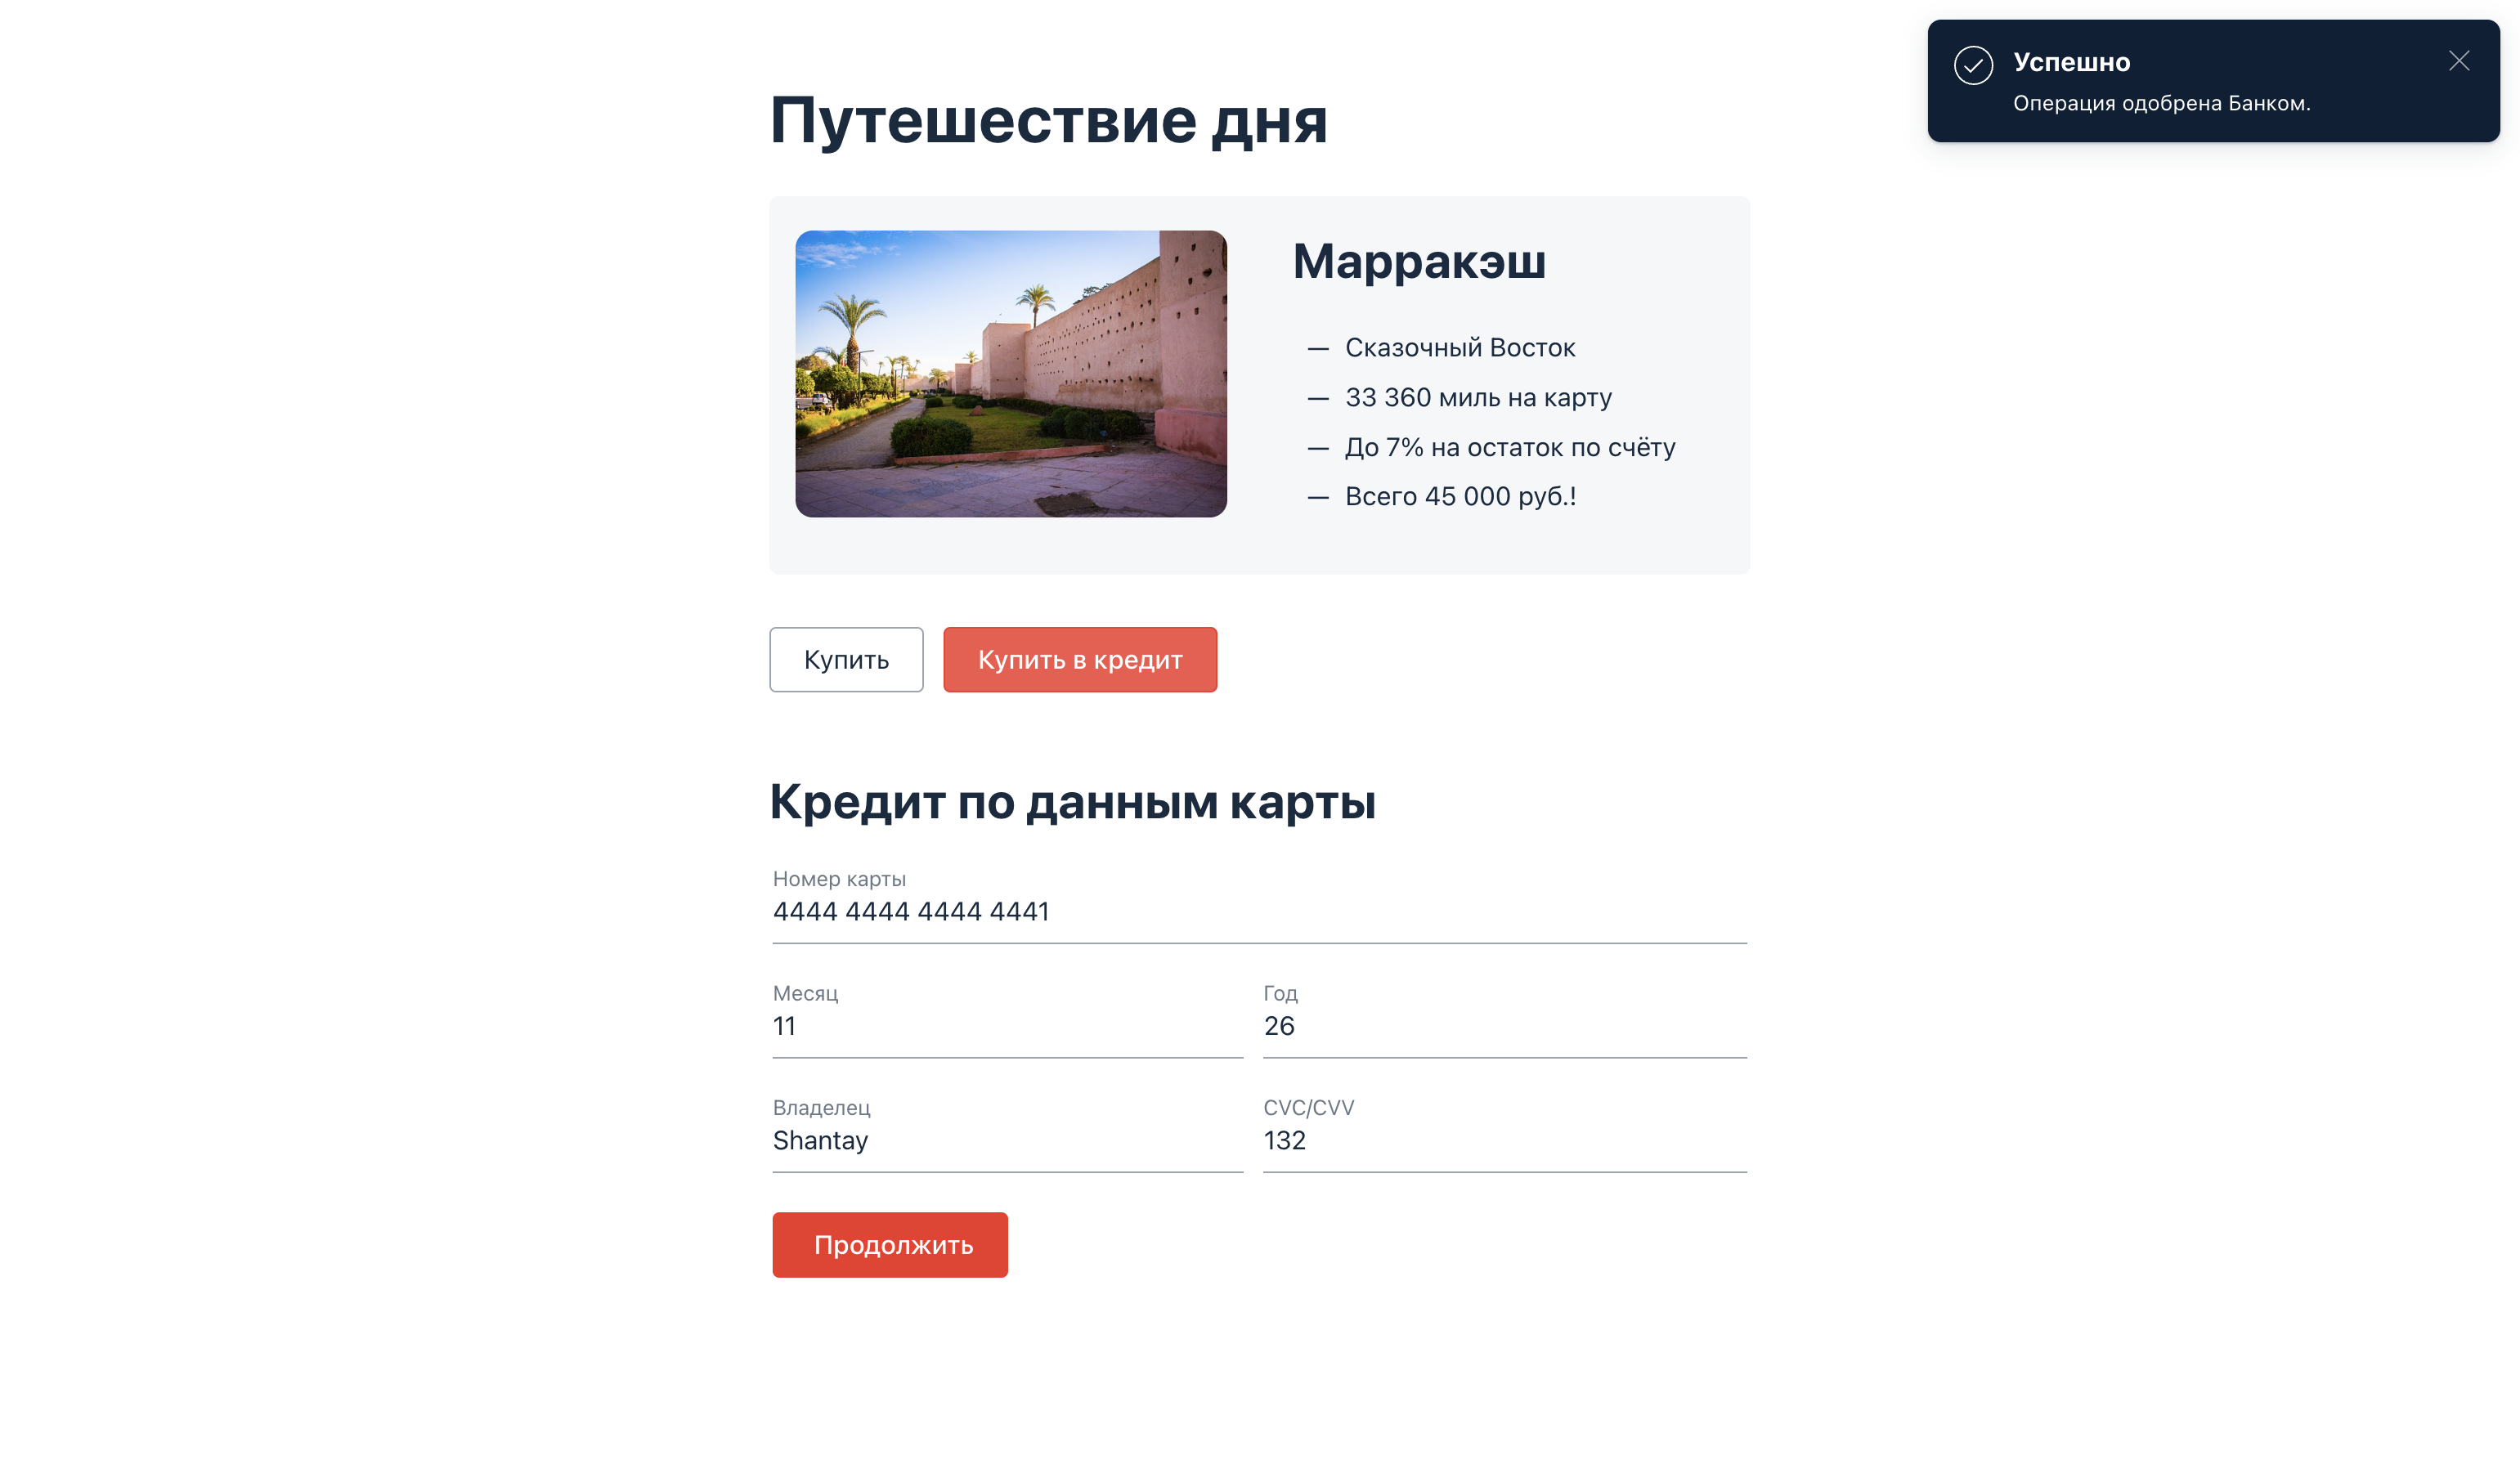 Успешно
Операция одобрена Банком.
Путешествие дня
Марракэш
— Сказочный Восток
— 33 360 миль на карту
— До 7% на остаток по счёту
— Всего 45 000 руб.!
Купить
Купить в кредит
Кредит по данным карты
Номер карты
4444 4444 4444 4441
Месяц
11
Год
26
Владелец
Shantay
CVC/CVV
132
Продолжить